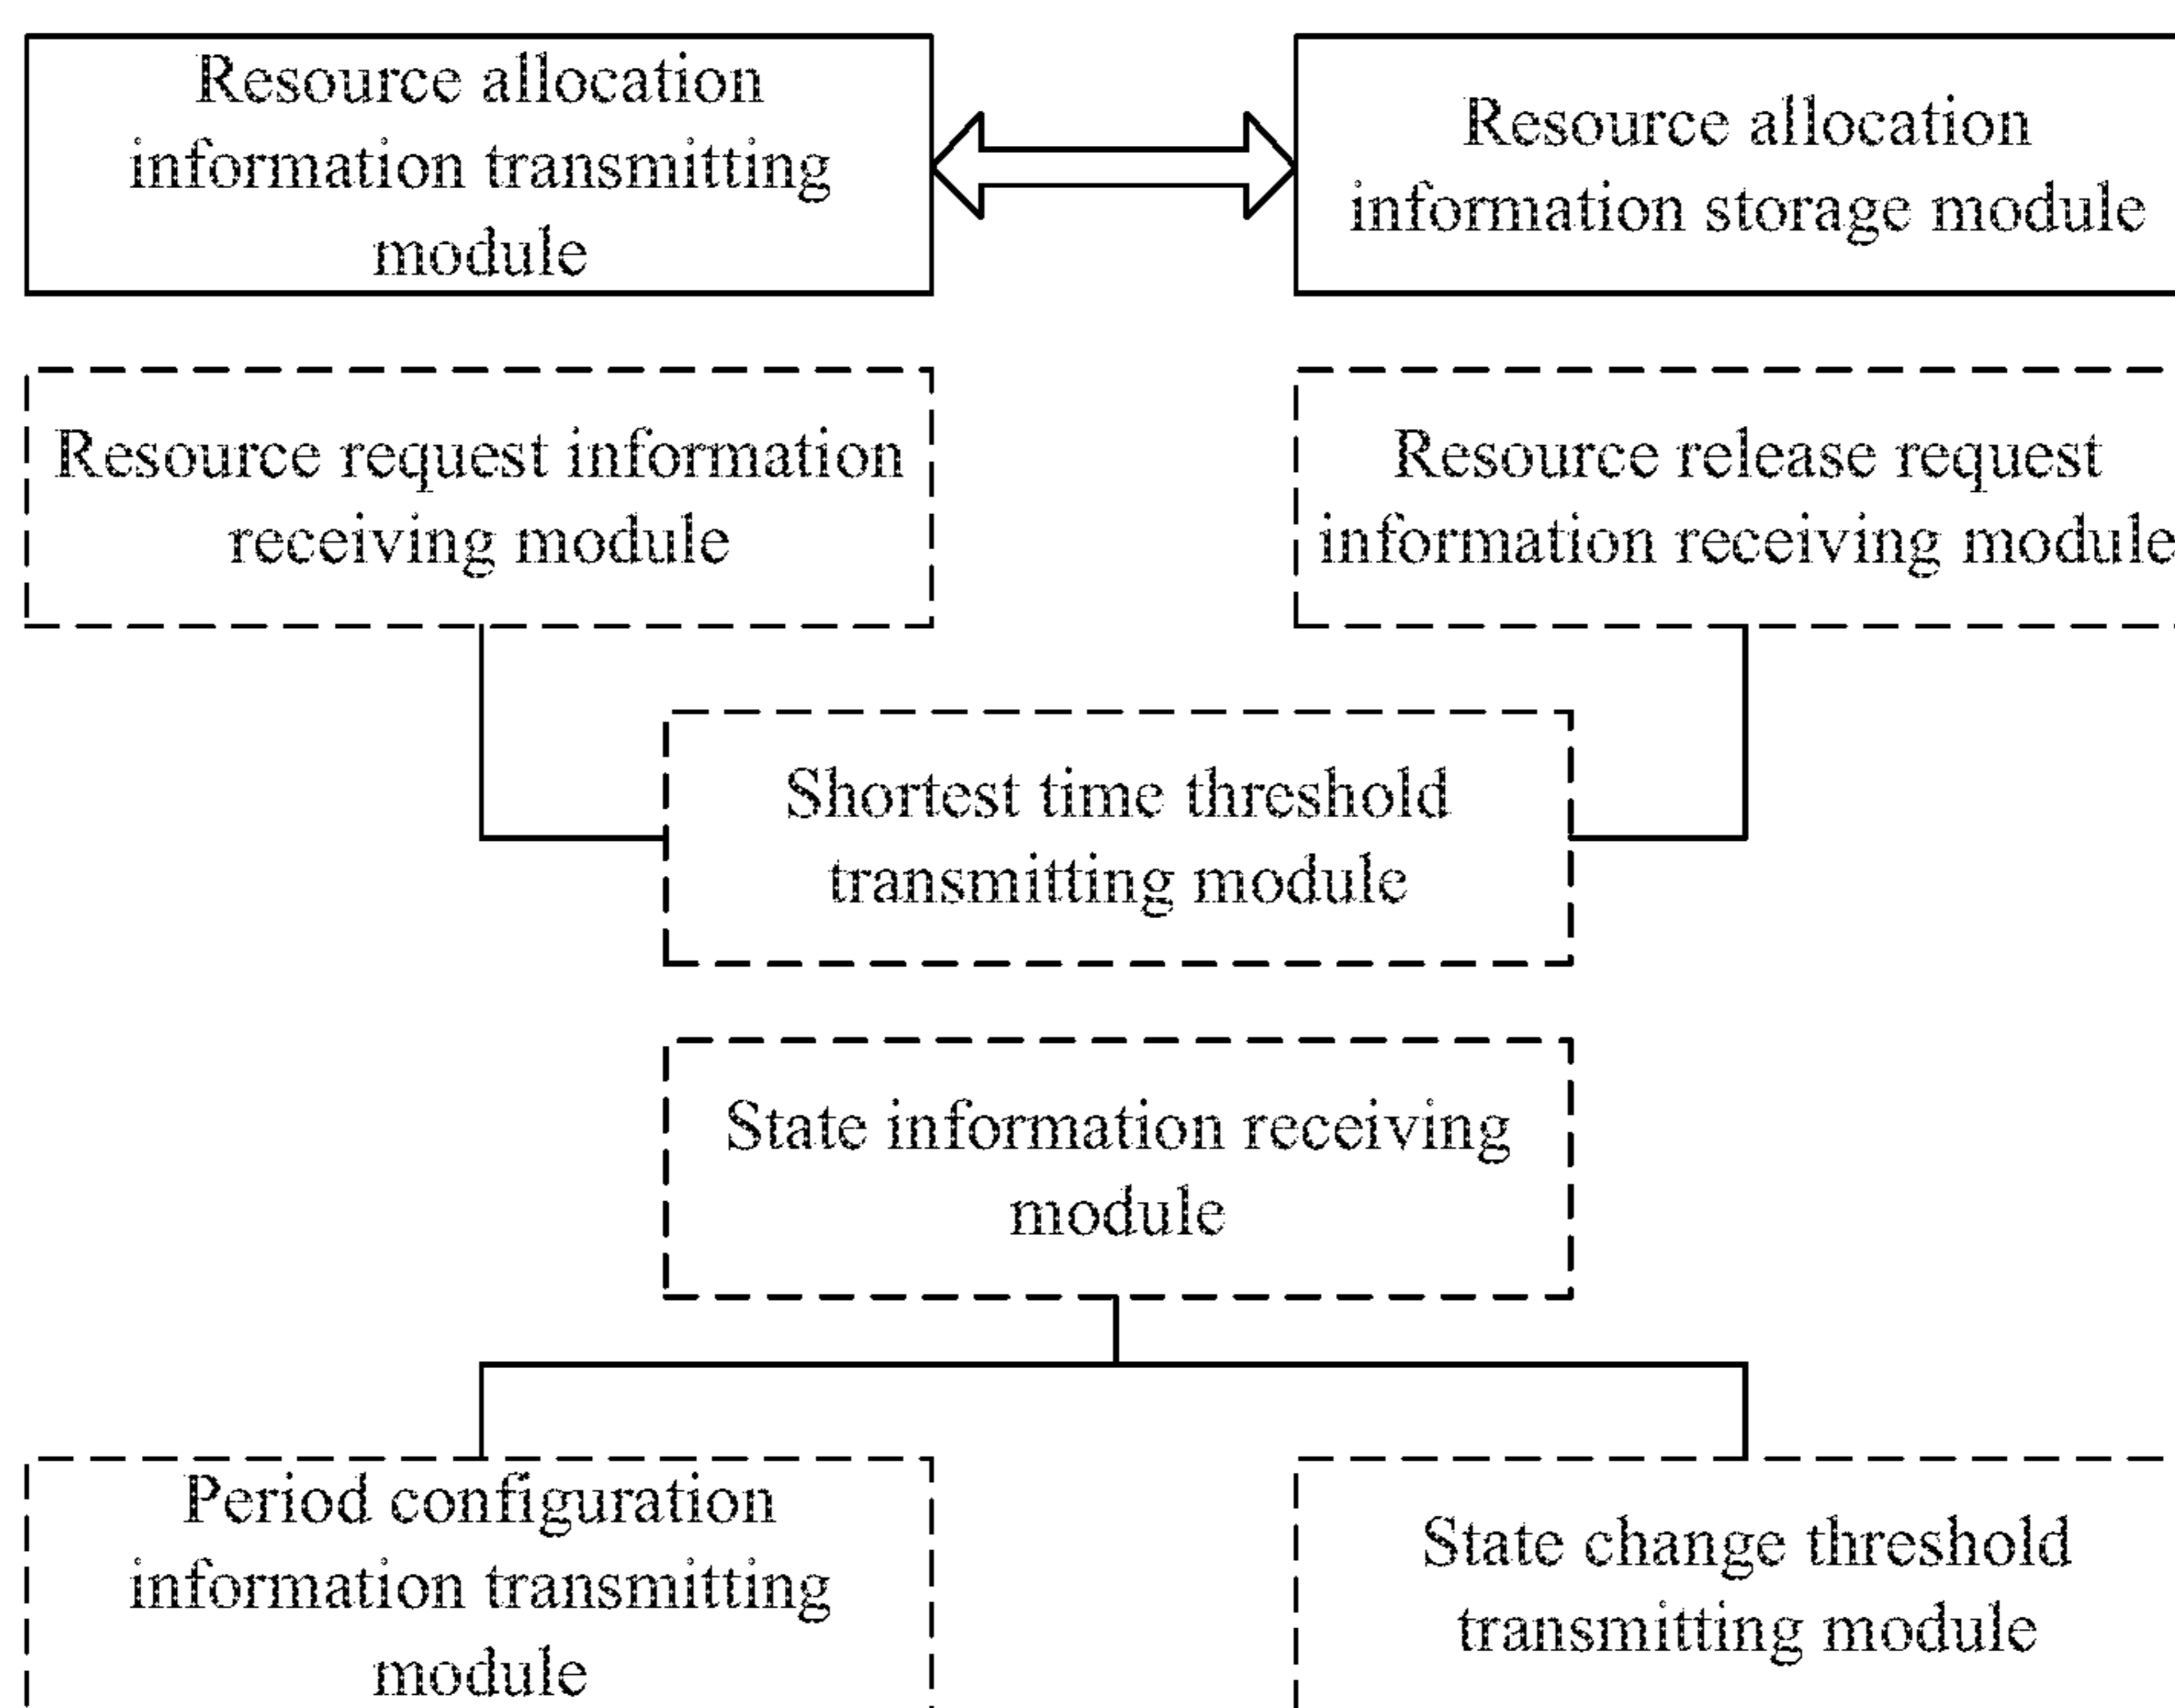 Resource allocation
information transmitting
module
Resource allocation
information storage module
Resource request information
receiving module
Resource release request
information receiving module
Shortest time threshold
transmitting module
State information receiving
module
Period configuration
information transmitting
module
State change threshold
transmitting module